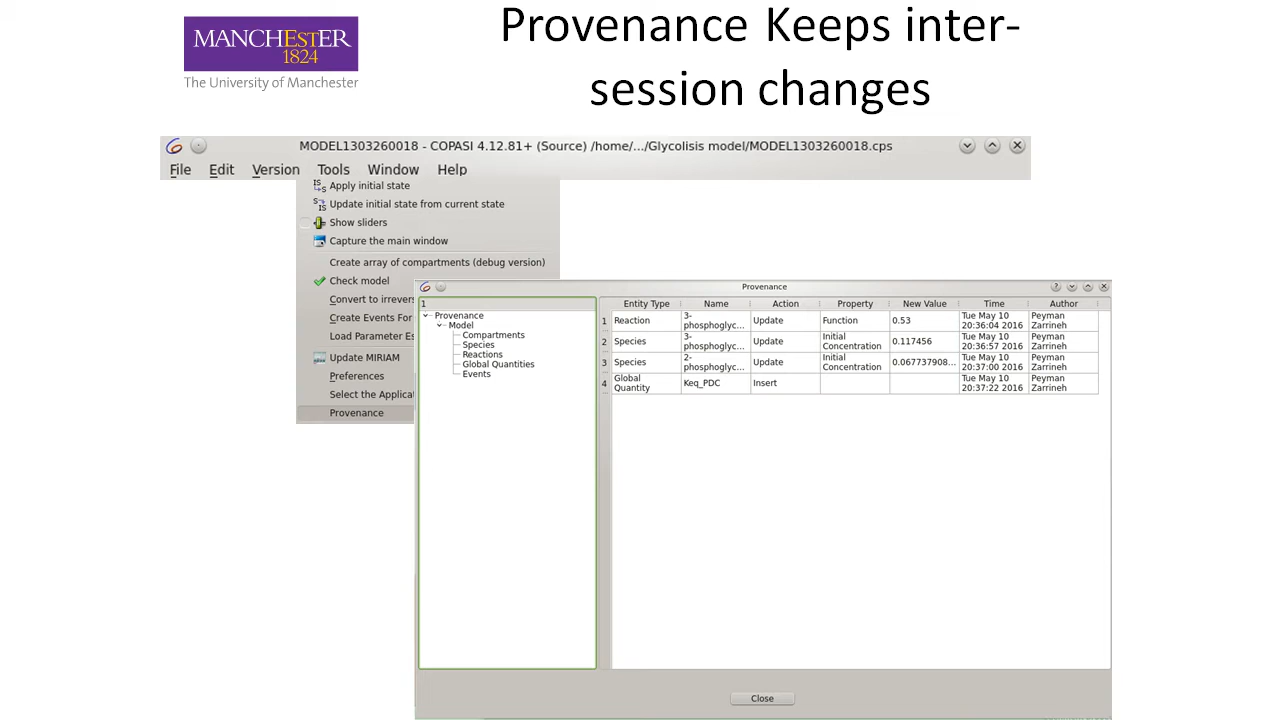 MANCHESTER
1824
The University of Manchester
Provenance Keeps inter-
session changes
MODEL1303260018 - COPASI 4.12.81+ (Source) /home/.../Glycolisis model/MODEL1303260018.cps
File Edit Version Tools Window Help
Apply initial state
Update initial state from current state
Show sliders
Capture the main window
Create array of compartments (debug version)
Check model
Convert to irrevers
Create Events For
Load Parameter Es
Update MIRIAM
Preferences
Select the Applica
Provenance
Provenance
1
Provenance
Model
Compartments
Species
Reactions
Global Quantities
Events
Entity Type Name Action Property New Value Time Author
1 Reaction 3-phosphoglyc... Update Function 0.53 Tue May 10 20:36:04 2016 Peyman Zarrineh
2 Species 3-phosphoglyc... Update Initial Concentration 0.117456 Tue May 10 20:36:57 2016 Peyman Zarrineh
3 Species 2-phosphoglyc... Update Initial Concentration 0.067737908... Tue May 10 20:37:00 2016 Peyman Zarrineh
4 Global Quantity Keq_PDC Insert Tue May 10 20:37:22 2016 Peyman Zarrineh
Close